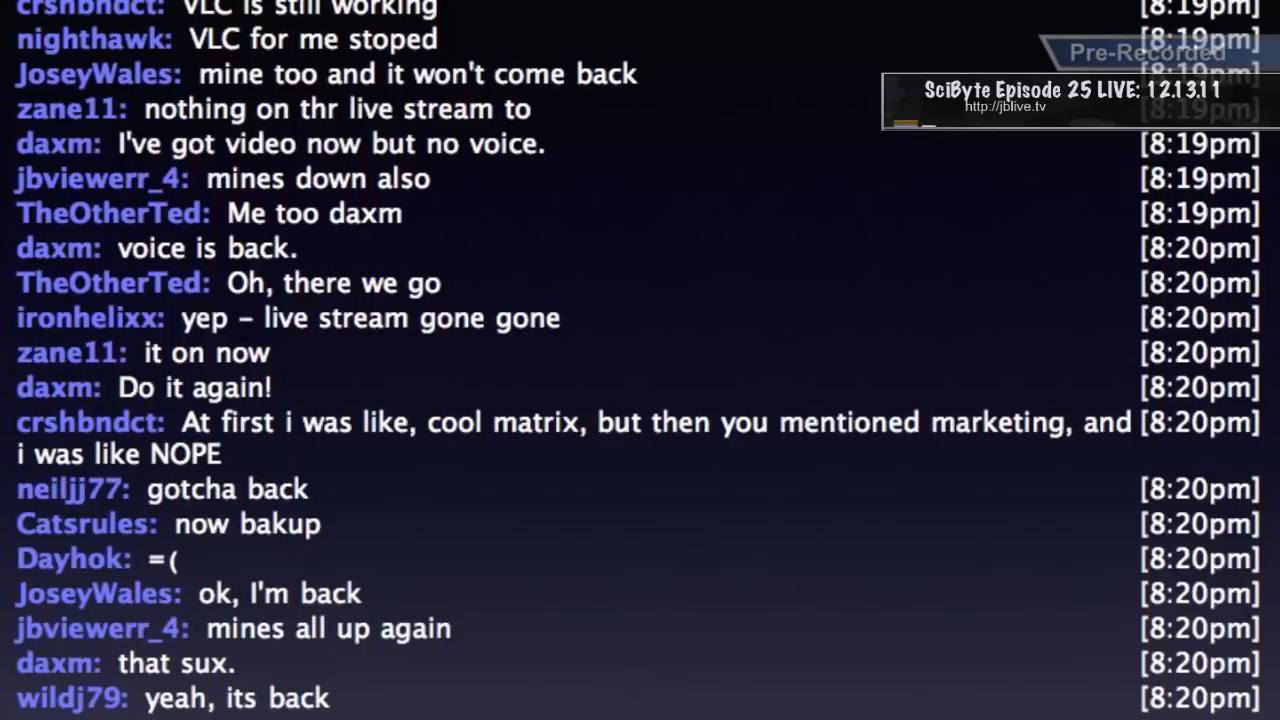 crshbndct: VLC is still working [8:19pm]
nighthawk: VLC for me stoped [8:19pm]
Pre-Recorded
JoseyWales: mine too and it won't come back [8:19pm]
SciByte Episode 25 LIVE: 12.13.11
http://jblive.tv
zane11: nothing on thr live stream to [8:19pm]
daxm: I've got video now but no voice. [8:19pm]
jbviewerr_4: mines down also [8:19pm]
TheOtherTed: Me too daxm [8:19pm]
daxm: voice is back. [8:20pm]
TheOtherTed: Oh, there we go [8:20pm]
ironhelixx: yep - live stream gone gone [8:20pm]
zane11: it on now [8:20pm]
daxm: Do it again! [8:20pm]
crshbndct: At first i was like, cool matrix, but then you mentioned marketing, and [8:20pm]
i was like NOPE
neiljj77: gotcha back [8:20pm]
Catsrules: now bakup [8:20pm]
Dayhok: =( [8:20pm]
JoseyWales: ok, I'm back [8:20pm]
jbviewerr_4: mines all up again [8:20pm]
daxm: that sux. [8:20pm]
wildj79: yeah, its back [8:20pm]